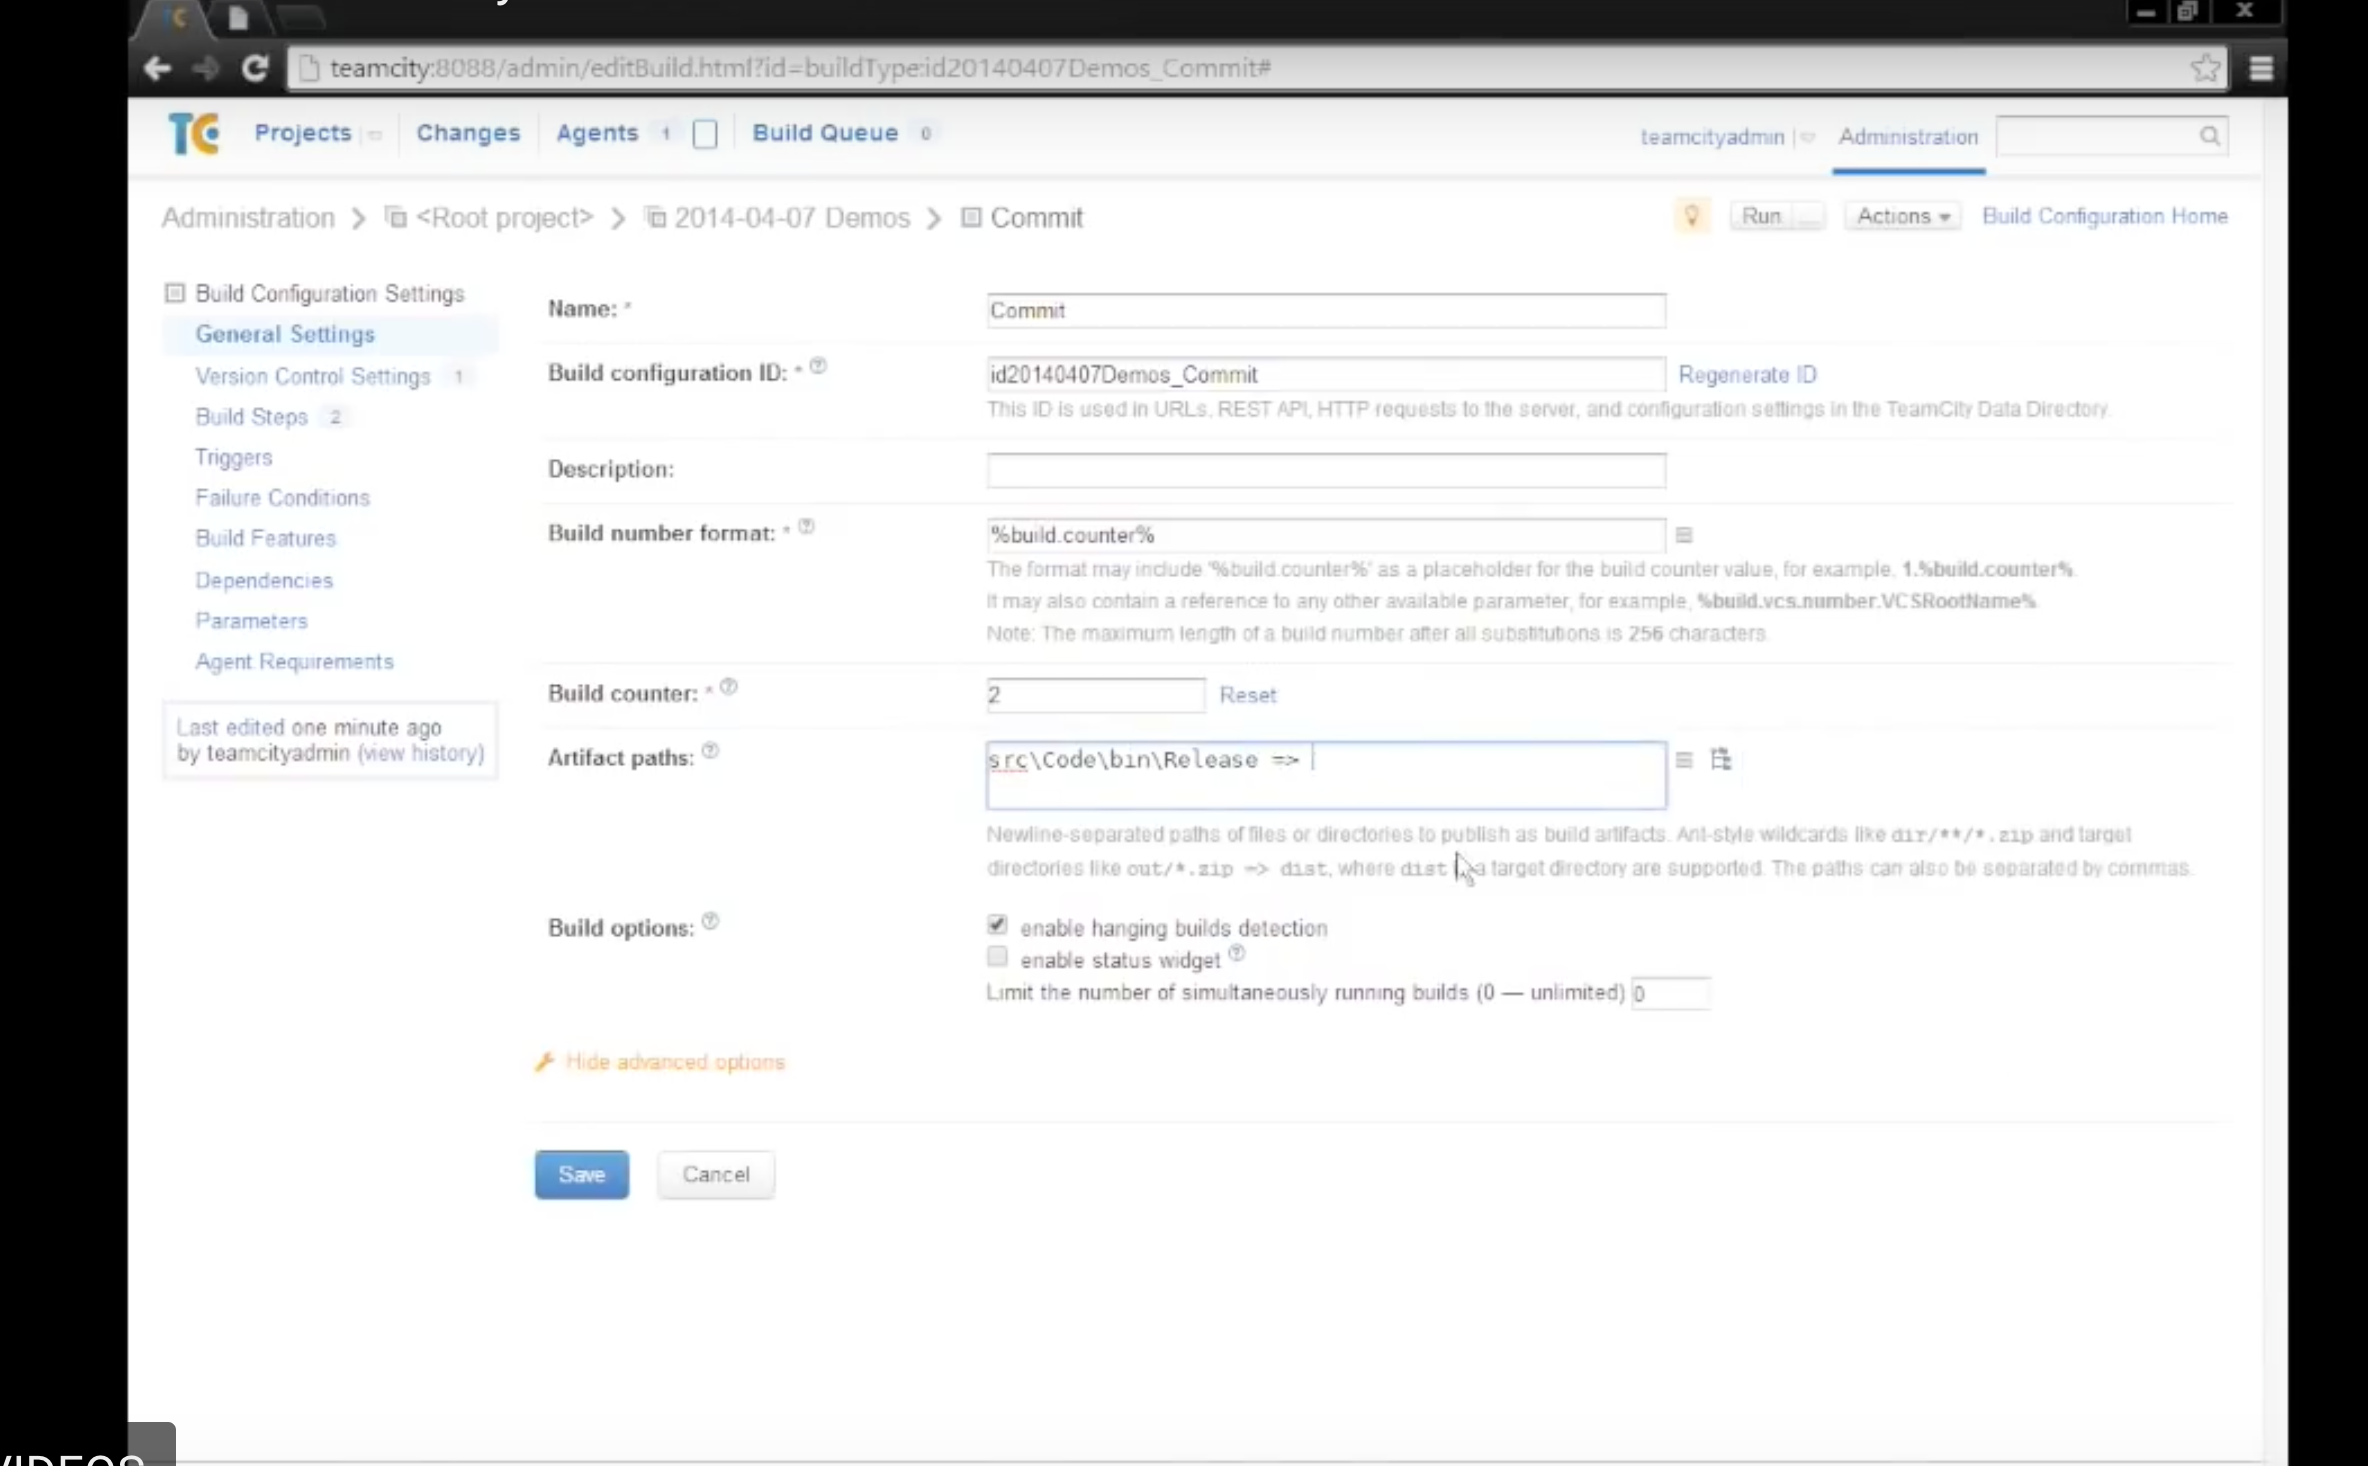 teamcity:8088/admin/editBuild.html?id=buildType:id20140407Demos_Commit#
TC Projects Changes Agents 1 Build Queue 0 teamcityadmin Administration
Administration > <Root project> > 2014-04-07 Demos > Commit Run ... Actions Build Configuration Home
Build Configuration Settings
General Settings
Version Control Settings 1
Build Steps 2
Triggers
Failure Conditions
Build Features
Dependencies
Parameters
Agent Requirements
Last edited one minute ago
by teamcityadmin (view history)
Name: * Commit
Build configuration ID: * id20140407Demos_Commit Regenerate ID
This ID is used in URLs, REST API, HTTP requests to the server, and configuration settings in the TeamCity Data Directory.
Description:
Build number format: * %build.counter%
The format may include '%build.counter%' as a placeholder for the build counter value, for example, 1.%build.counter%.
It may also contain a reference to any other available parameter, for example, %build.vcs.number.VCSRootName%.
Note: The maximum length of a build number after all substitutions is 256 characters.
Build counter: * 2 Reset
Artifact paths: src\Code\bin\Release =>
Newline-separated paths of files or directories to publish as build artifacts. Ant-style wildcards like dir/**/*.zip and target
directories like out/*.zip => dist, where dist a target directory are supported. The paths can also be separated by commas.
Build options: enable hanging builds detection
enable status widget
Limit the number of simultaneously running builds (0 — unlimited) 0
Hide advanced options
Save Cancel
VIDEOS